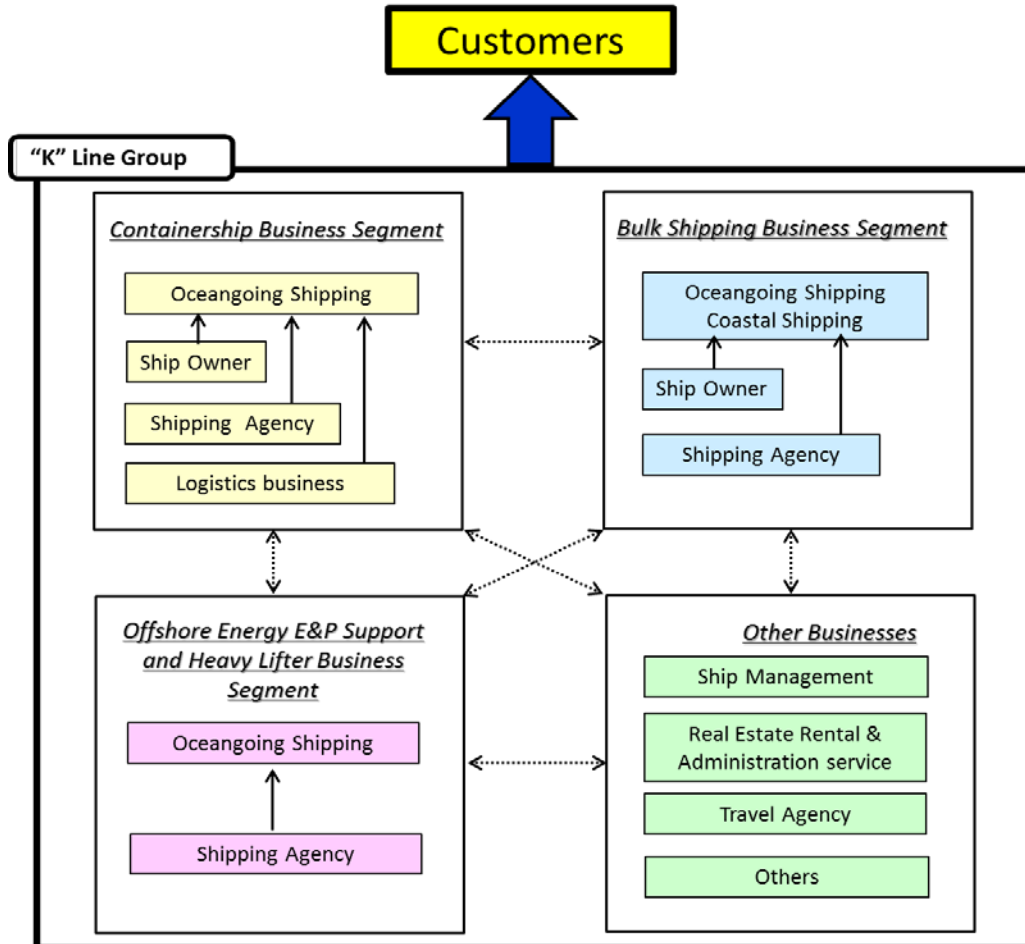 Customers
“K” Line Group
Containership Business Segment
Oceangoing Shipping
Ship Owner
Shipping Agency
Logistics business
Bulk Shipping Business Segment
Oceangoing Shipping
Coastal Shipping
Ship Owner
Shipping Agency
Offshore Energy E&P Support
and Heavy Lifter Business
Segment
Oceangoing Shipping
Shipping Agency
Other Businesses
Ship Management
Real Estate Rental &
Administration service
Travel Agency
Others